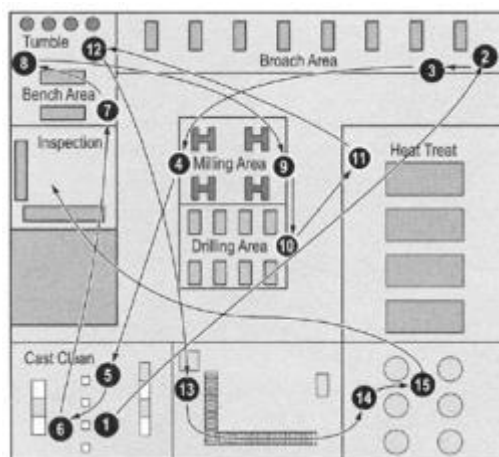 Tumble
12
8
Bench Area
7
Broach Area
3
2
Inspection
4
Milling Area
9
11
Heat Treat
Drilling Area
10
Cast Clean
5
6
1
13
14
15